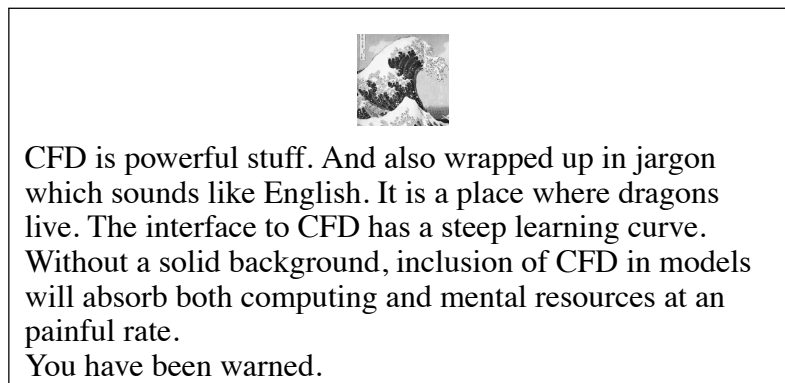 CFD is powerful stuff. And also wrapped up in jargon
which sounds like English. It is a place where dragons
live. The interface to CFD has a steep learning curve.
Without a solid background, inclusion of CFD in models
will absorb both computing and mental resources at an
painful rate.
You have been warned.